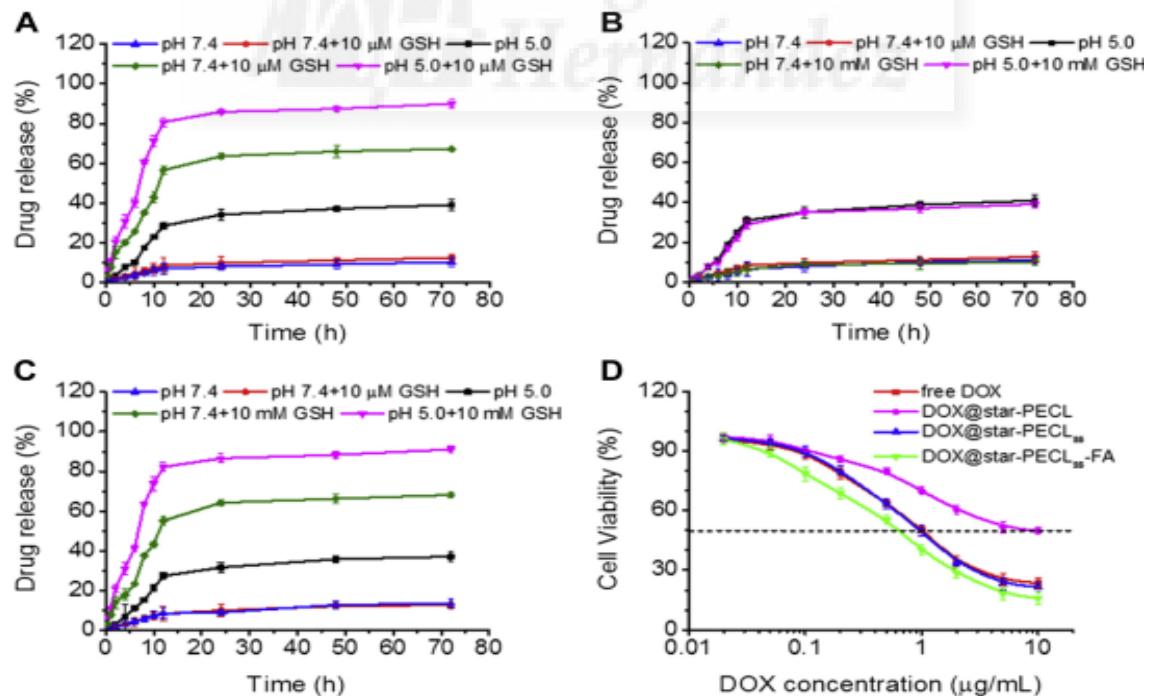 A
pH 7.4 pH 7.4+10 μM GSH pH 5.0
pH 7.4+10 μM GSH pH 5.0+10 μM GSH
120
100
80
60
40
20
0
Drug release (%)
0 10 20 30 40 50 60 70 80
Time (h)
B
pH 7.4 pH 7.4+10 μM GSH pH 5.0
pH 7.4+10 mM GSH pH 5.0+10 mM GSH
120
100
80
60
40
20
0
Drug release (%)
0 10 20 30 40 50 60 70 80
Time (h)
Hernández
C
pH 7.4 pH 7.4+10 μM GSH pH 5.0
pH 7.4+10 mM GSH pH 5.0+10 mM GSH
120
100
80
60
40
20
0
Drug release (%)
0 10 20 30 40 50 60 70 80
Time (h)
D
free DOX
DOX@star-PECL
DOX@star-PECLss
DOX@star-PECLss-FA
120
90
60
30
0
Cell Viability (%)
0.01 0.1 1 10
DOX concentration (μg/mL)